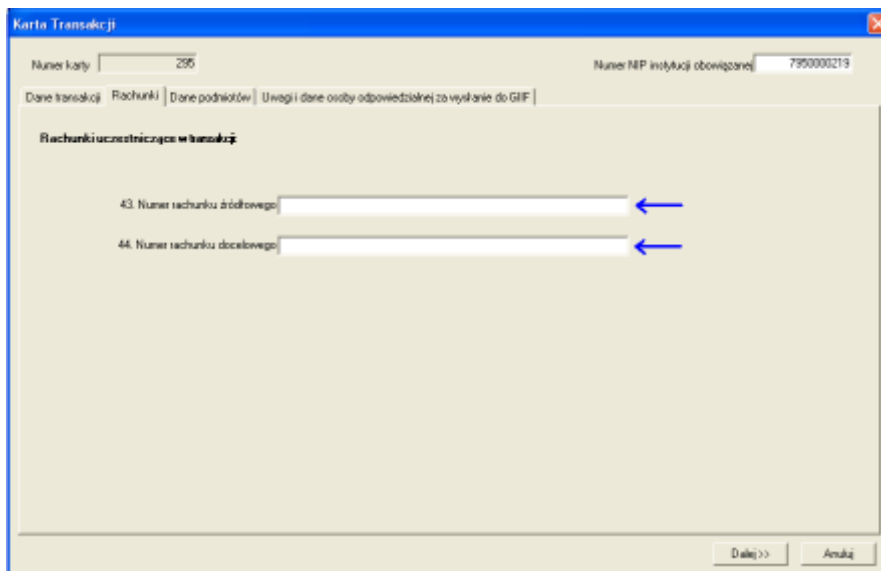 Karta Transakcji
Numer karty 295 Numer NIP instytucji obowiązanej 7950000219
Dane transakcji Rachunki Dane podmiotów Uwagi i dane osoby odpowiedzialnej za wysłanie do GIIF
Rachunki uczestniczące w transakcji
43. Numer rachunku źródłowego
44. Numer rachunku docelowego
Dalej >> Anuluj